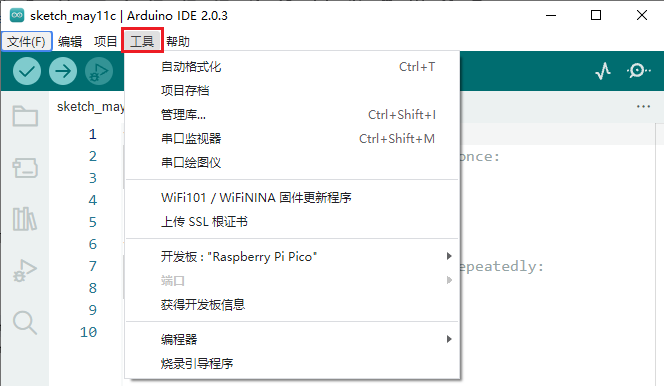 sketch_may11c | Arduino IDE 2.0.3
文件(F) 编辑 项目 工具 帮助
自动格式化 Ctrl+T
项目存档
管理库... Ctrl+Shift+I
串口监视器 Ctrl+Shift+M
串口绘图仪
WiFi101 / WiFiNINA 固件更新程序
上传 SSL 根证书
开发板 : "Raspberry Pi Pico"
端口
获得开发板信息
编程器
烧录引导程序
sketch_may
1
2 once:
3
4
5
6
7 epeatedly:
8
9
10